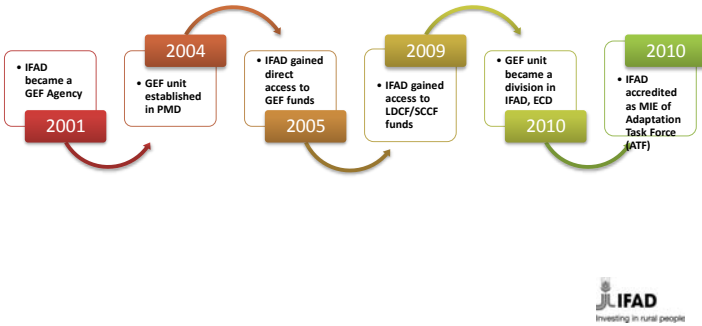 • IFAD
became a
GEF Agency
2001
2004
• GEF unit
established
in PMD
• IFAD gained
direct
access to
GEF funds
2005
2009
• IFAD gained
access to
LDCF/SCCF
funds
• GEF unit
became a
division in
IFAD, ECD
2010
2010
• IFAD
accredited
as MIE of
Adaptation
Task Force
(ATF)
IFAD
Investing in rural people